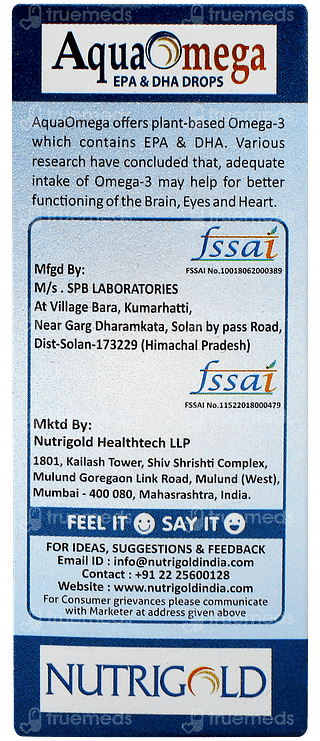 truemeds
truemeds
AquaOmega
EPA & DHA DROPS
AquaOmega offers plant-based Omega-3
which contains EPA & DHA. Various
research have concluded that, adequate
intake of Omega-3 may help for better
functioning of the Brain, Eyes and Heart.
fssai
FSSAI No.10018062000389
Mfgd By:
M/s . SPB LABORATORIES
At Village Bara, Kumarhatti,
Near Garg Dharamkata, Solan by pass Road,
Dist-Solan-173229 (Himachal Pradesh)
fssai
FSSAI No.11522018000479
Mktd By:
Nutrigold Healthtech LLP
1801, Kailash Tower, Shiv Shrishti Complex,
Mulund Goregaon Link Road, Mulund (West),
Mumbai - 400 080, Mahasrashtra, India.
FEEL IT SAY IT
FOR IDEAS, SUGGESTIONS & FEEDBACK
Email ID : info@nutrigoldindia.com
Contact : +91 22 25600128
Website : www.nutrigoldindia.com
For Consumer grievances please communicate
with Marketer at address given above
NUTRIGOLD
truemeds
truemeds